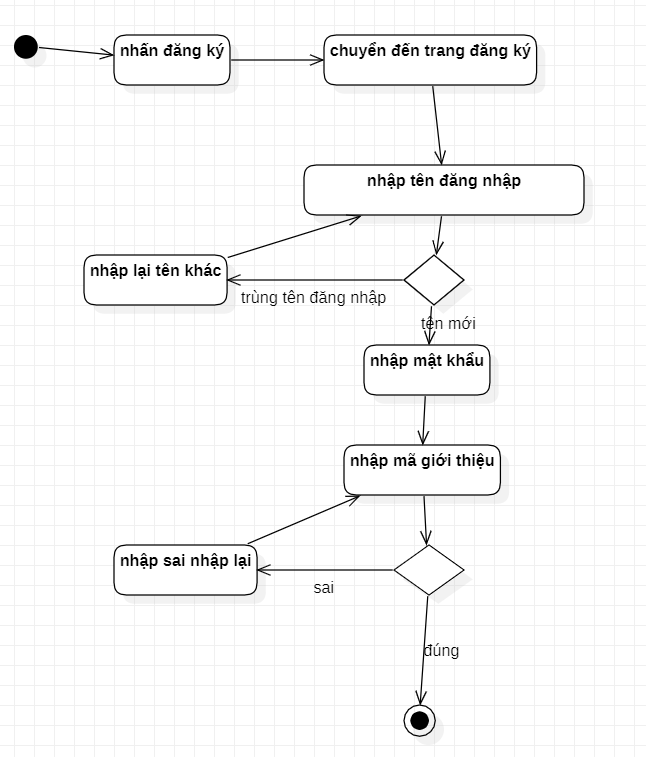 nhấn đăng ký
chuyển đến trang đăng ký
nhập tên đăng nhập
nhập lại tên khác
trùng tên đăng nhập
tên mới
nhập mật khẩu
nhập mã giới thiệu
nhập sai nhập lại
sai
đúng